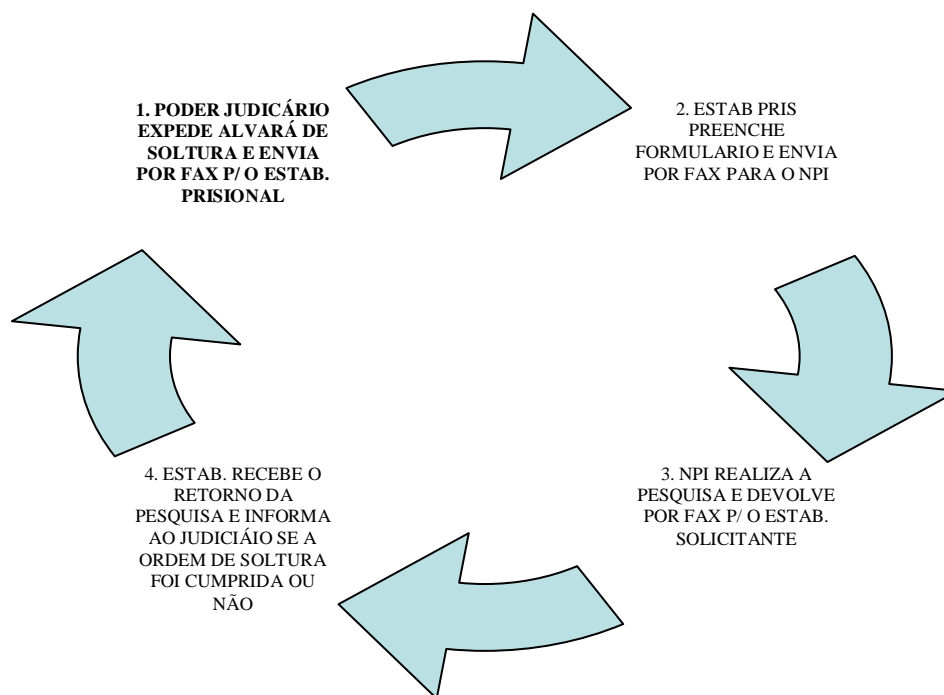 1. PODER JUDICÁRIO
EXPEDE ALVARÁ DE
SOLTURA E ENVIA
POR FAX P/ O ESTAB.
PRISIONAL
2. ESTAB PRIS
PREENCHE
FORMULARIO E ENVIA
POR FAX PARA O NPI
3. NPI REALIZA A
PESQUISA E DEVOLVE
POR FAX P/ O ESTAB.
SOLICITANTE
4. ESTAB. RECEBE O
RETORNO DA
PESQUISA E INFORMA
AO JUDICIÁIO SE A
ORDEM DE SOLTURA
FOI CUMPRIDA OU
NÃO